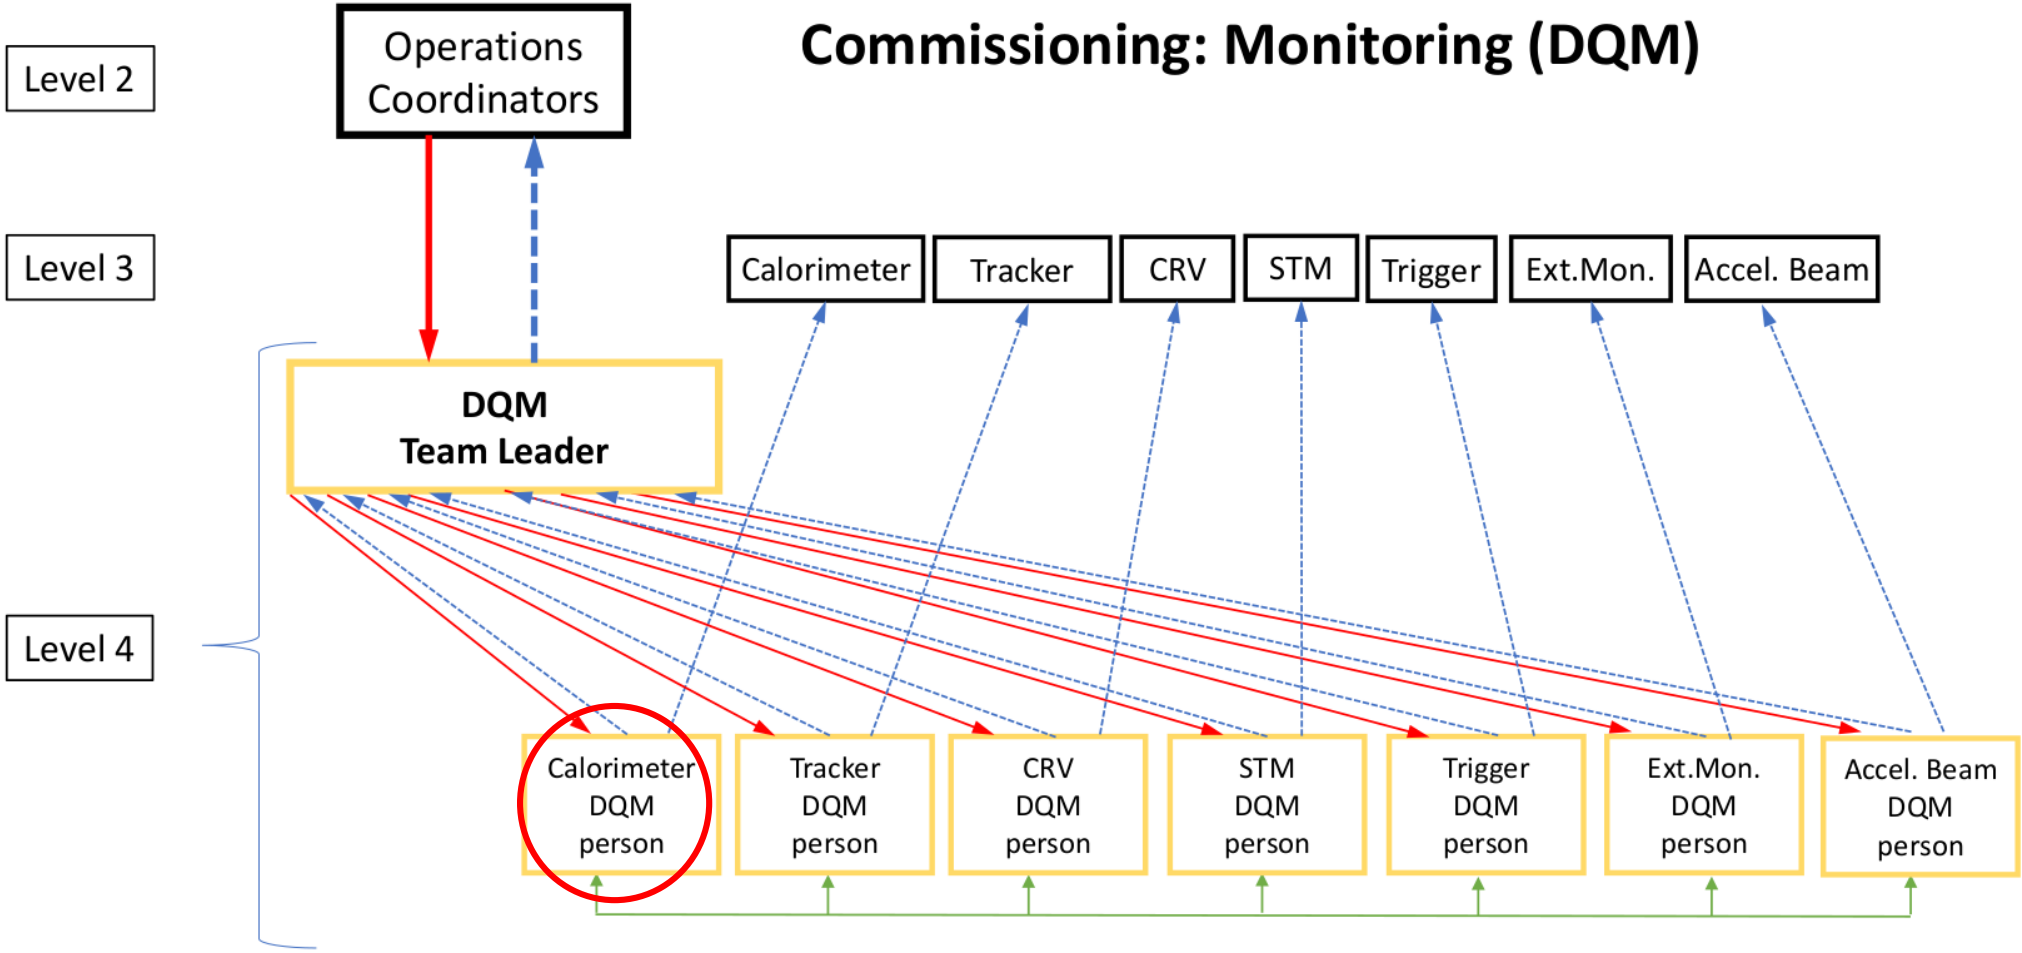 Commissioning: Monitoring (DQM)
Level 2
Operations
Coordinators
Level 3
Calorimeter
Tracker
CRV
STM
Trigger
Ext.Mon.
Accel. Beam
DQM
Team Leader
Level 4
Calorimeter
DQM
person
Tracker
DQM
person
CRV
DQM
person
STM
DQM
person
Trigger
DQM
person
Ext.Mon.
DQM
person
Accel. Beam
DQM
person